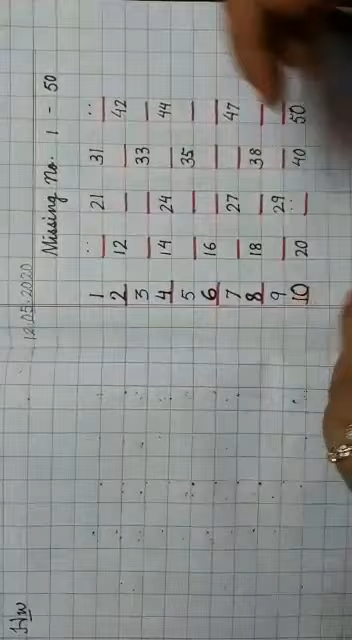 Hw
12.05.2020
Missing No. 1 - 50
1 _ 21 31 _
2 12 _ _ 42
3 _ _ 33 _
4 14 24 _ 44
5 _ _ 35 _
6 16 _ _ _
7 _ 27 _ 47
8 18 _ 38 _
9 _ 29 _ _
10 20 _ 40 50